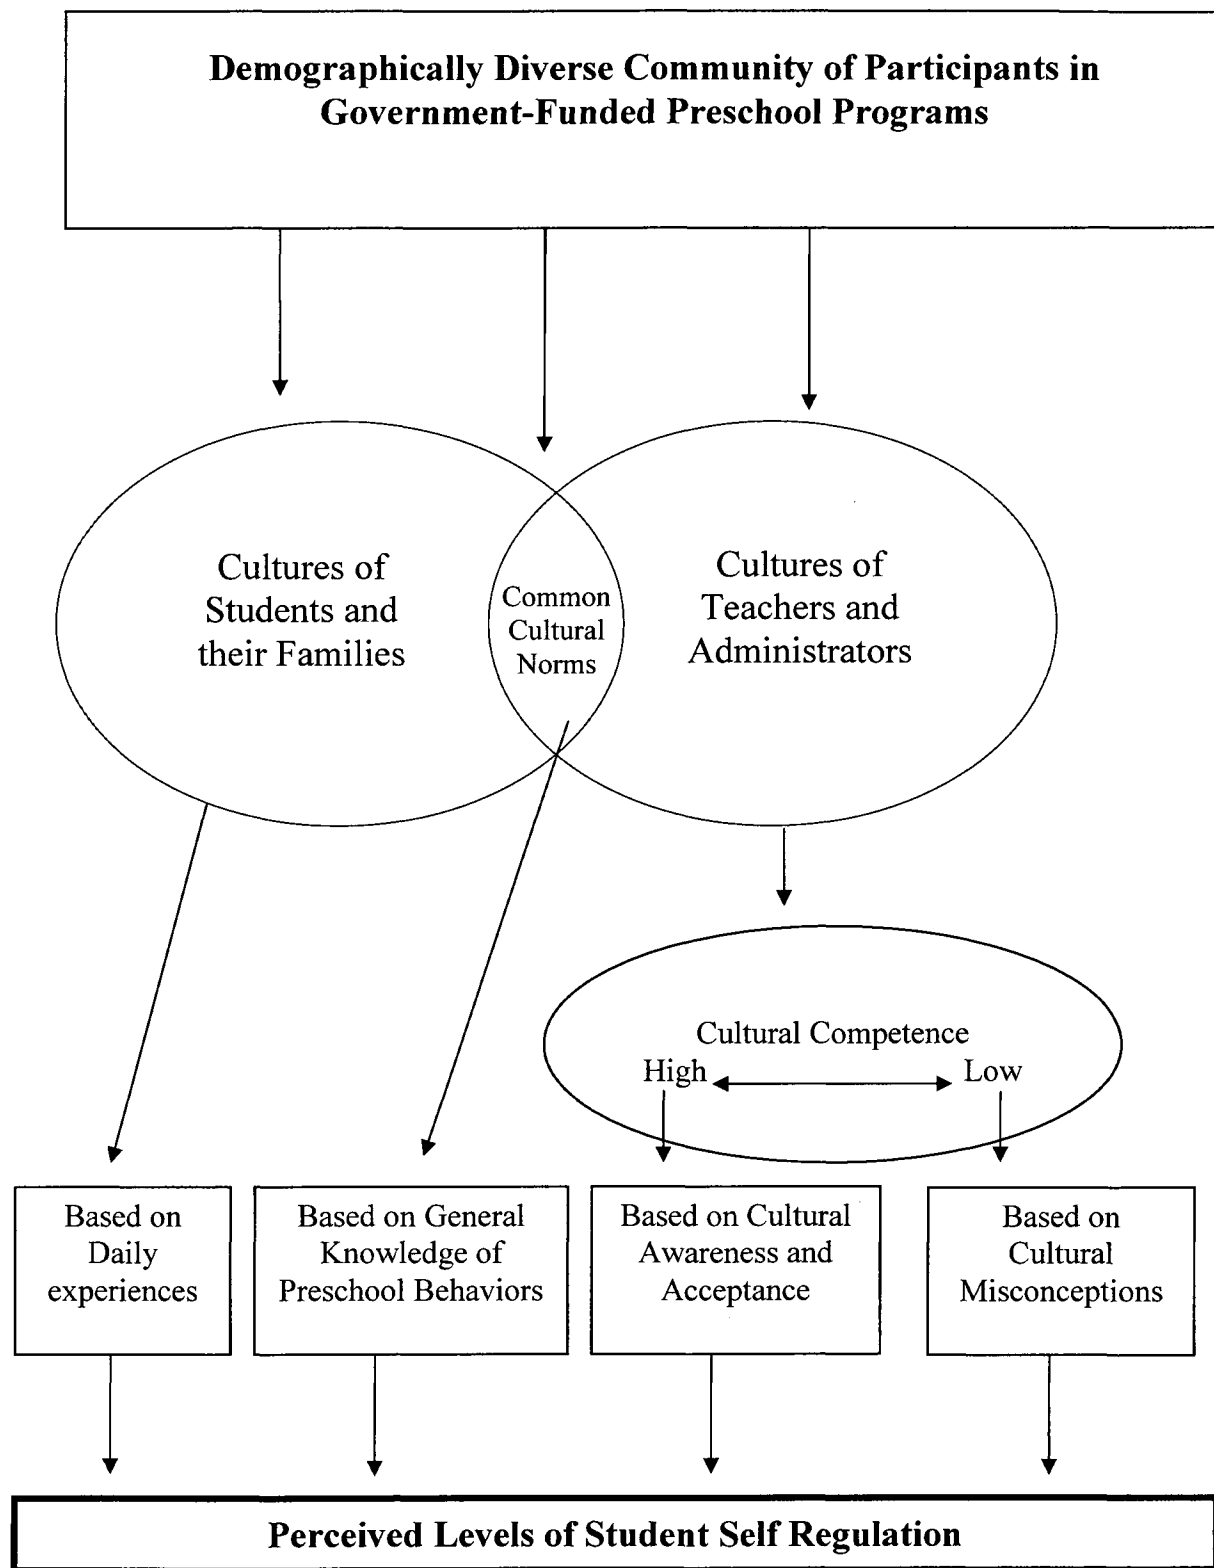 Demographically Diverse Community of Participants in
Government-Funded Preschool Programs
Cultures of
Students and
their Families
Common
Cultural
Norms
Cultures of
Teachers and
Administrators
Cultural Competence
High
Low
Based on
Daily
experiences
Based on General
Knowledge of
Preschool Behaviors
Based on Cultural
Awareness and
Acceptance
Based on
Cultural
Misconceptions
Perceived Levels of Student Self Regulation